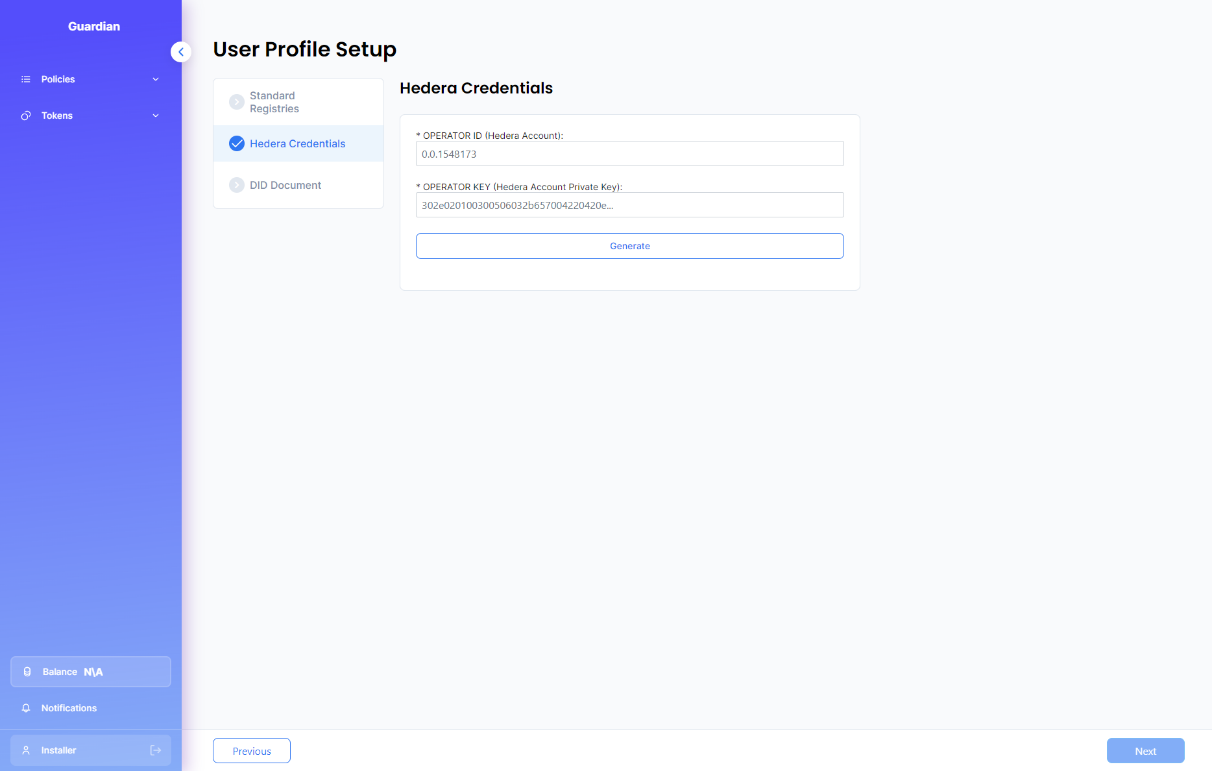 Guardian
Policies
Tokens
Balance N\A
Notifications
Installer
User Profile Setup
Standard
Registries
Hedera Credentials
DID Document
Hedera Credentials
* OPERATOR ID (Hedera Account):
0.0.1548173
* OPERATOR KEY (Hedera Account Private Key):
302e020100300506032b657004220420e...
Generate
Previous
Next